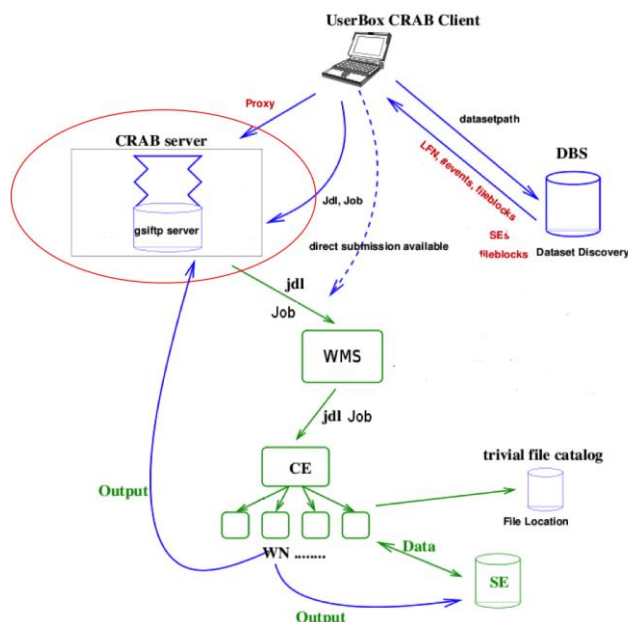 UserBox CRAB Client
Proxy
datasetpath
CRAB server
DBS
LFN, #events, fileblocks
Jdl, Job
gsiftp server
SEs
fileblocks
direct submission available
Dataset Discovery
jdl
Job
WMS
jdl Job
CE
trivial file catalog
Output
File Location
WN ........
Data
SE
Output